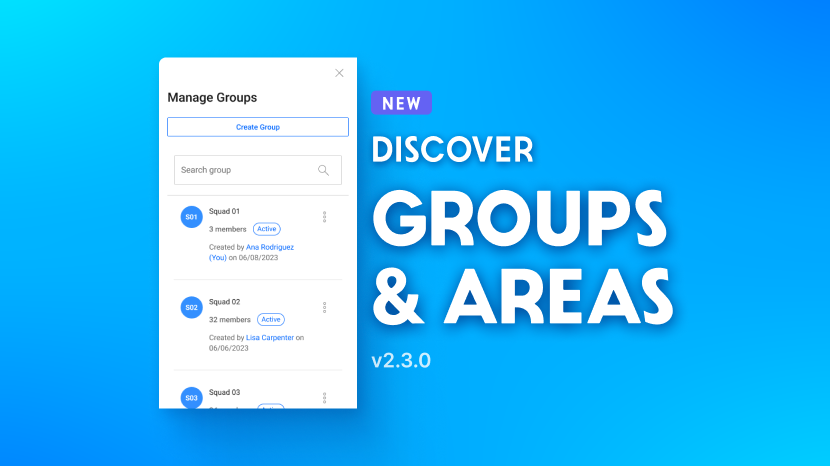 Manage Groups
Create Group
Search group
S01
Squad 01
3 members Active
Created by Ana Rodriguez
(You) on 06/08/2023
S02
Squad 02
32 members Active
Created by Lisa Carpenter on
06/06/2023
S03
Squad 03
NEW
DISCOVER
GROUPS
& AREAS
v2.3.0